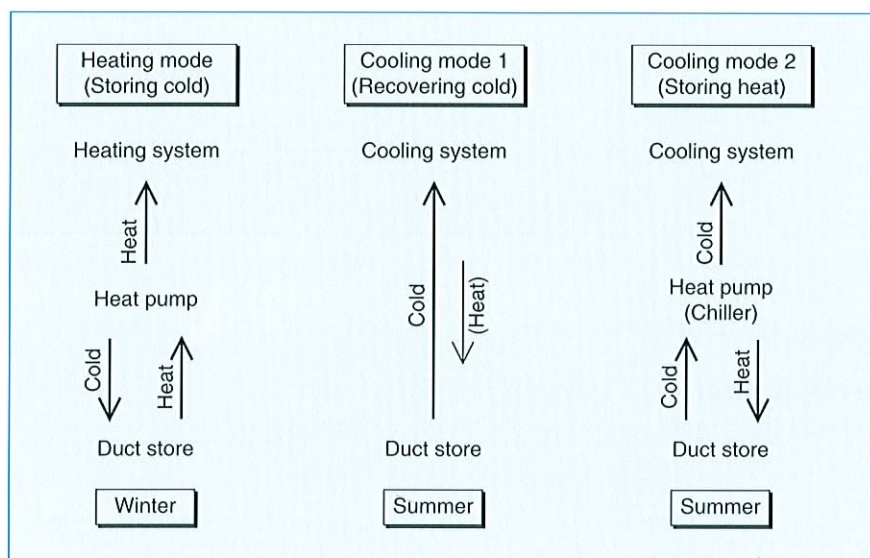 Heating mode
(Storing cold)
Heating system
Heat
Heat pump
Cold
Heat
Duct store
Winter
Cooling mode 1
(Recovering cold)
Cooling system
Cold
(Heat)
Duct store
Summer
Cooling mode 2
(Storing heat)
Cooling system
Cold
Heat pump
(Chiller)
Cold
Heat
Duct store
Summer